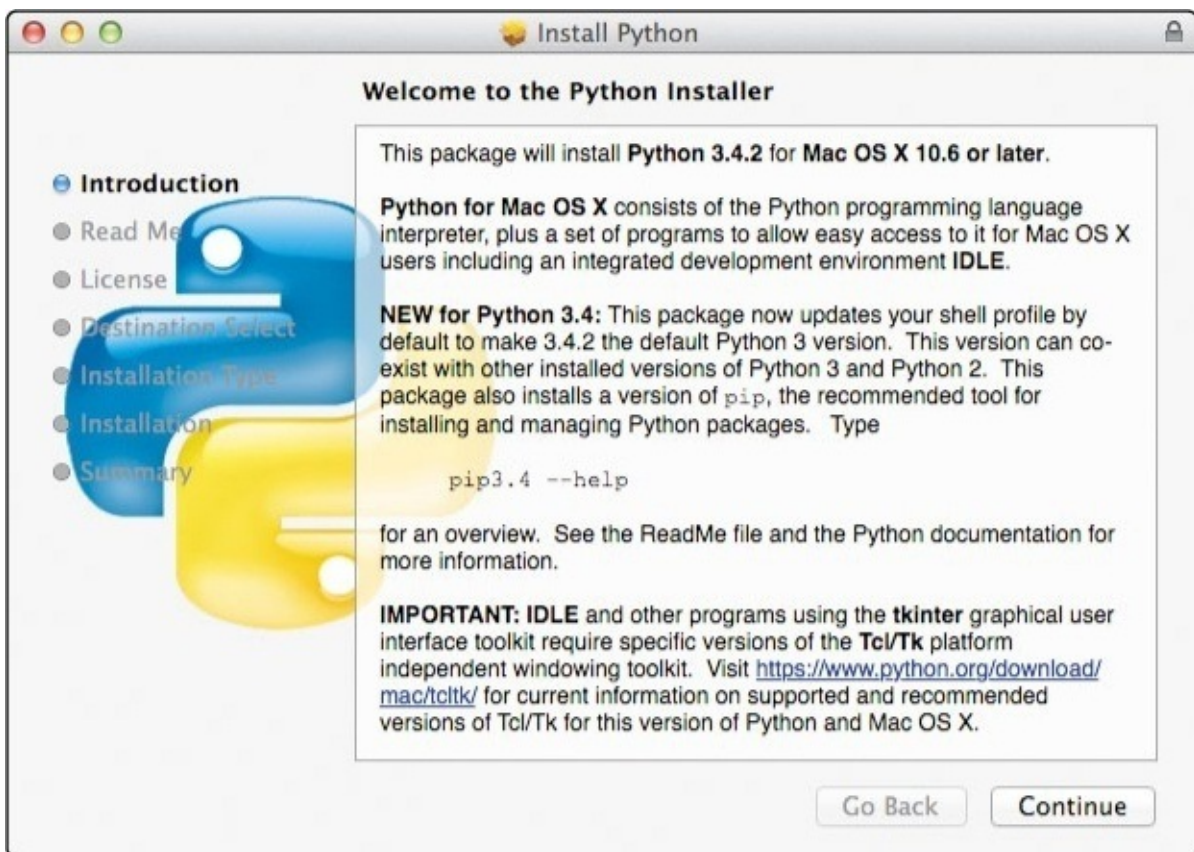 Install Python
Welcome to the Python Installer
Introduction
Read Me
License
Destination Select
Installation Type
Installation
Summary
This package will install Python 3.4.2 for Mac OS X 10.6 or later.
Python for Mac OS X consists of the Python programming language
interpreter, plus a set of programs to allow easy access to it for Mac OS X
users including an integrated development environment IDLE.
NEW for Python 3.4: This package now updates your shell profile by
default to make 3.4.2 the default Python 3 version. This version can co-
exist with other installed versions of Python 3 and Python 2. This
package also installs a version of pip, the recommended tool for
installing and managing Python packages. Type
pip3.4 --help
for an overview. See the ReadMe file and the Python documentation for
more information.
IMPORTANT: IDLE and other programs using the tkinter graphical user
interface toolkit require specific versions of the Tcl/Tk platform
independent windowing toolkit. Visit https://www.python.org/download/
mac/tcltk/ for current information on supported and recommended
versions of Tcl/Tk for this version of Python and Mac OS X.
Go Back
Continue